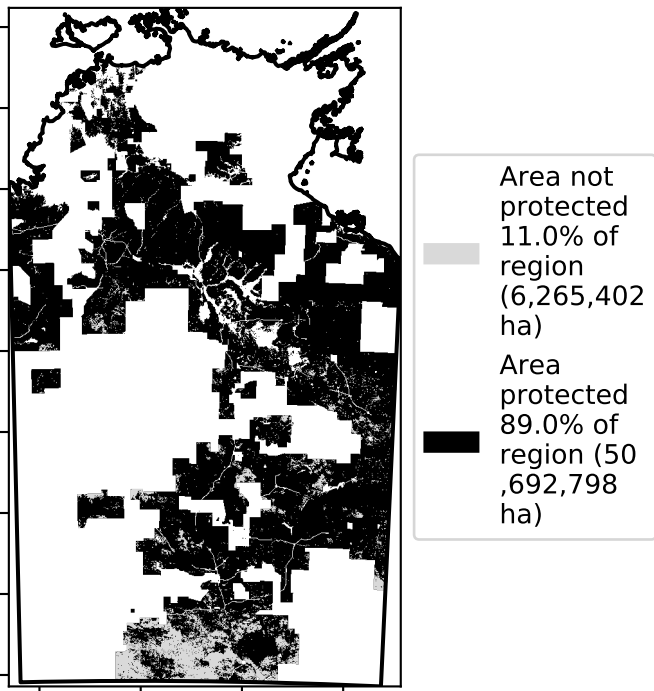 Area not
protected
11.0% of
region
(6,265,402
ha)
Area
protected
89.0% of
region (50
,692,798
ha)